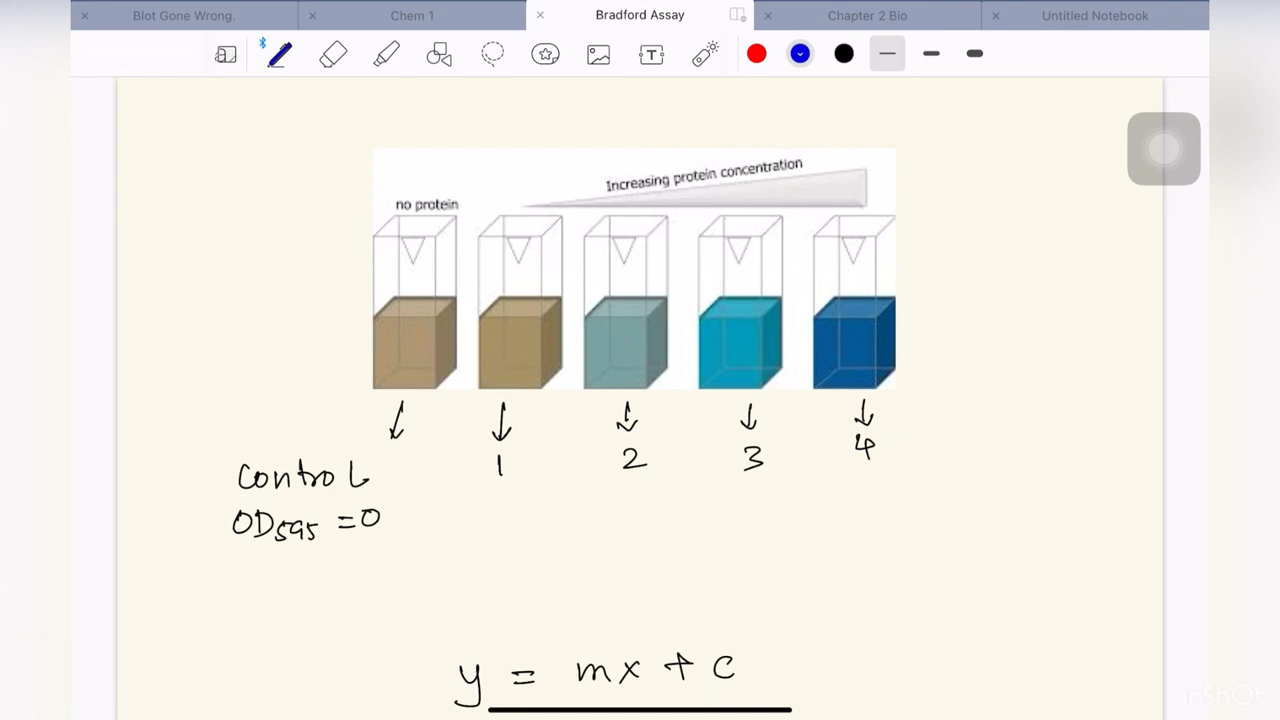 Blot Gone Wrong.
Chem 1
Bradford Assay
Chapter 2 Bio
Untitled Notebook
T
Increasing protein concentration
no protein
1
2
3
4
Control
OD595 = 0
y = mx + c
InShot